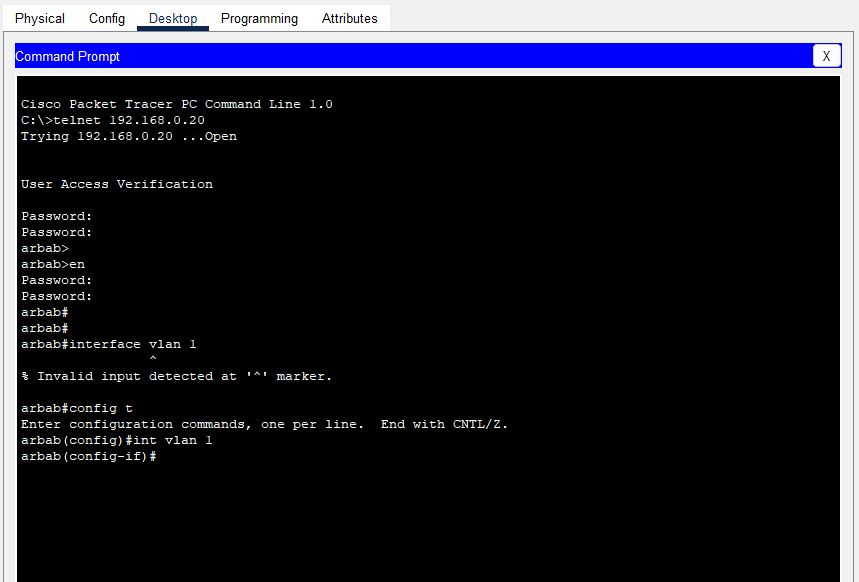 Physical Config Desktop Programming Attributes
Command Prompt X
Cisco Packet Tracer PC Command Line 1.0
C:\>telnet 192.168.0.20
Trying 192.168.0.20 ...Open
User Access Verification
Password:
Password:
arbab>
arbab>en
Password:
Password:
arbab#
arbab#
arbab#interface vlan 1
^
% Invalid input detected at '^' marker.
arbab#config t
Enter configuration commands, one per line.  End with CNTL/Z.
arbab(config)#int vlan 1
arbab(config-if)#